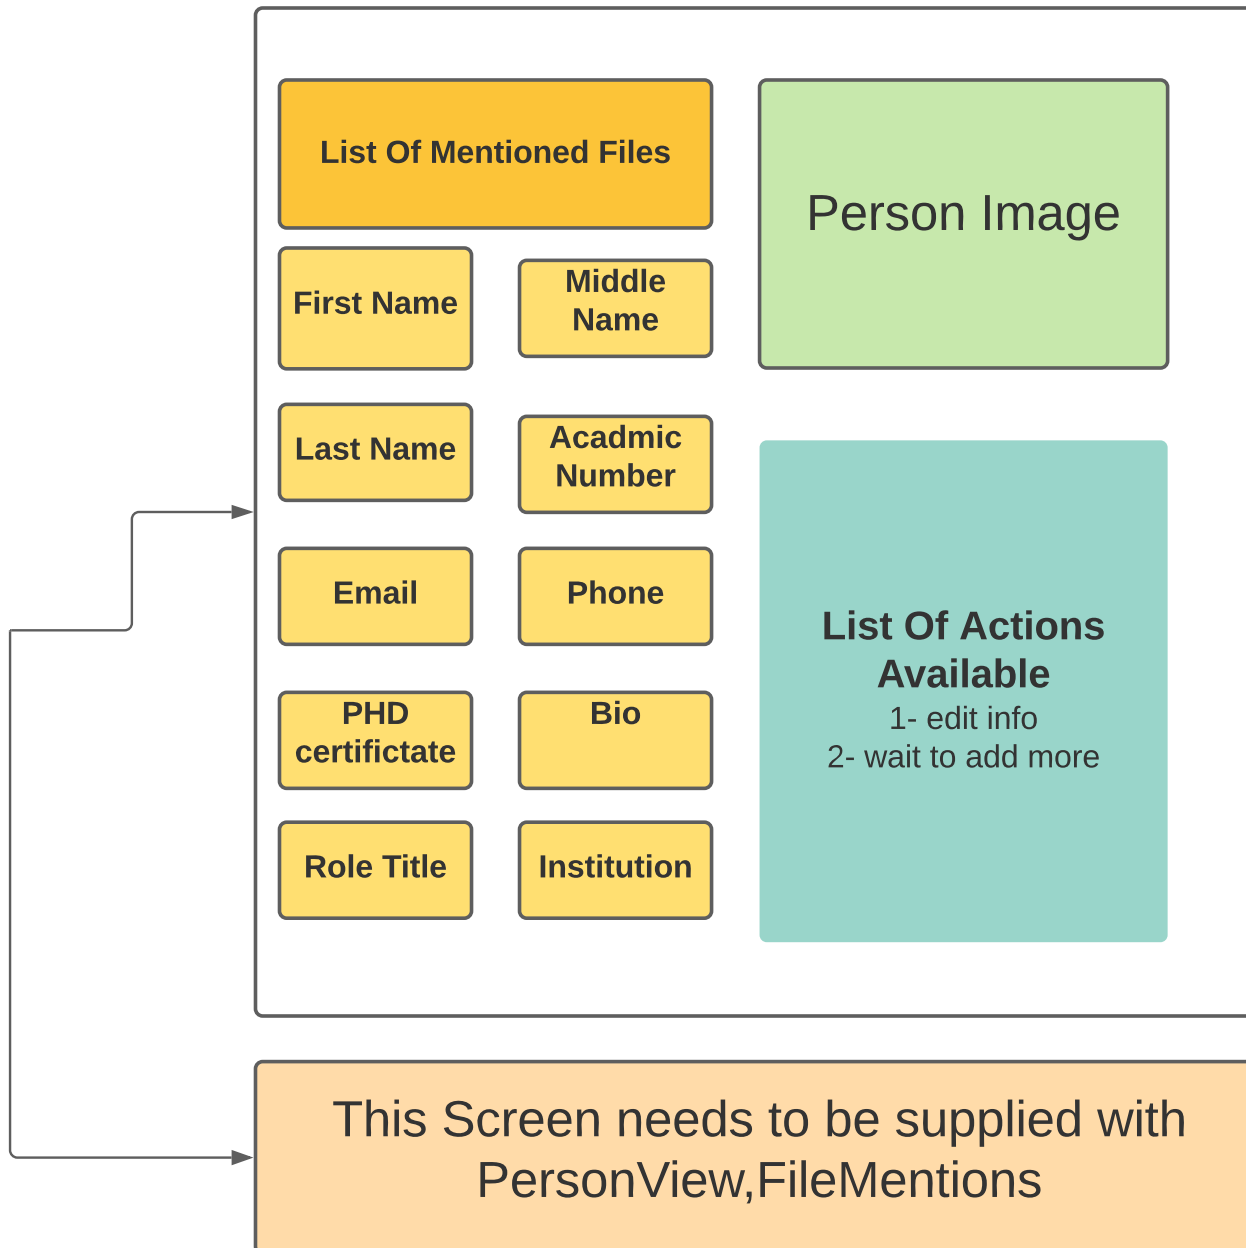 List Of Mentioned Files
Person Image
First Name
Middle
Name
Last Name
Acadmic
Number
Email
Phone
PHD
certifictate
Bio
Role Title
Institution
List Of Actions
Available
1- edit info
2- wait to add more
This Screen needs to be supplied with
PersonView,FileMentions